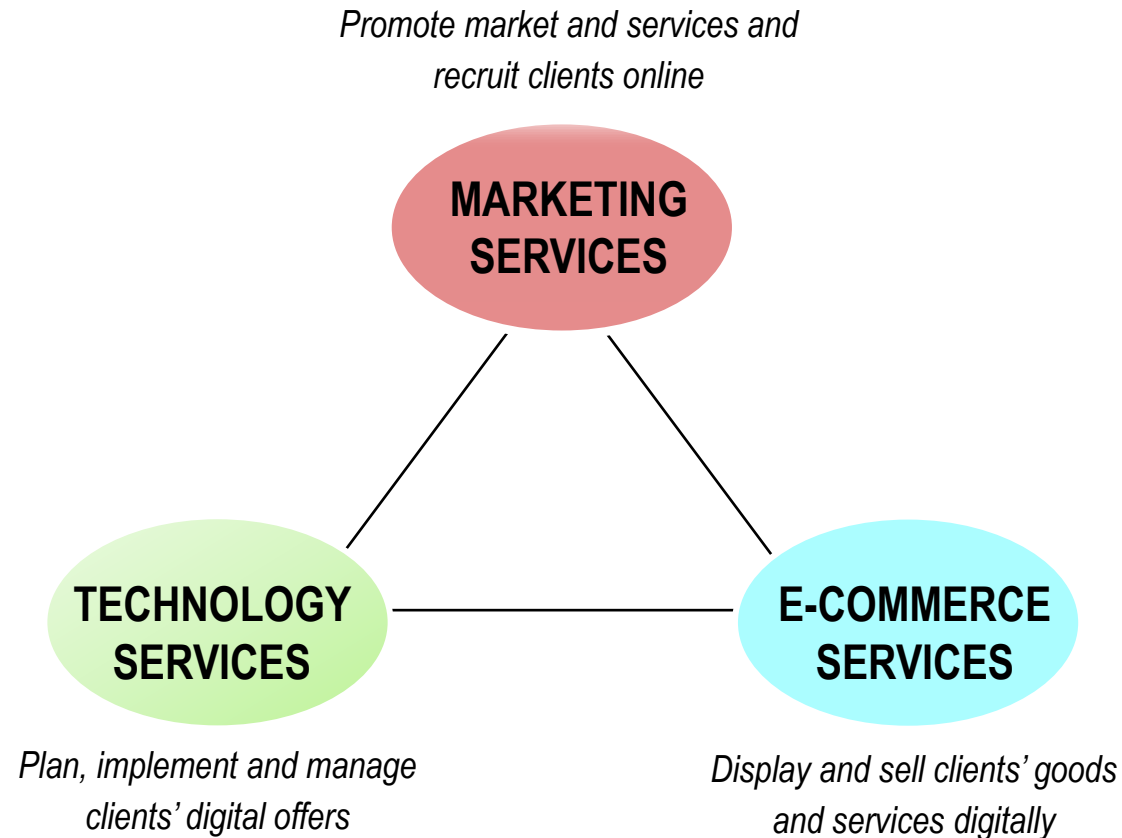 Promote market and services and
recruit clients online
MARKETING
SERVICES
TECHNOLOGY
SERVICES
E-COMMERCE
SERVICES
Plan, implement and manage
clients’ digital offers
Display and sell clients’ goods
and services digitally